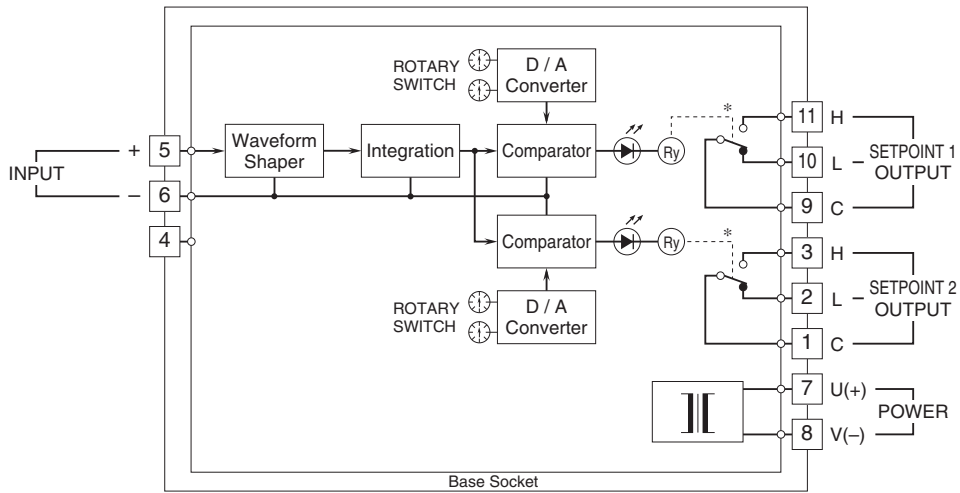 ROTARY
SWITCH
D / A
Converter
*
11 H
INPUT
+ 5
Waveform
Shaper
Integration
Comparator
Ry
10 L
SETPOINT 1
OUTPUT
– 6
9 C
4
Comparator
Ry
*
3 H
2 L
SETPOINT 2
OUTPUT
ROTARY
SWITCH
D / A
Converter
1 C
7 U(+)
POWER
8 V(–)
Base Socket